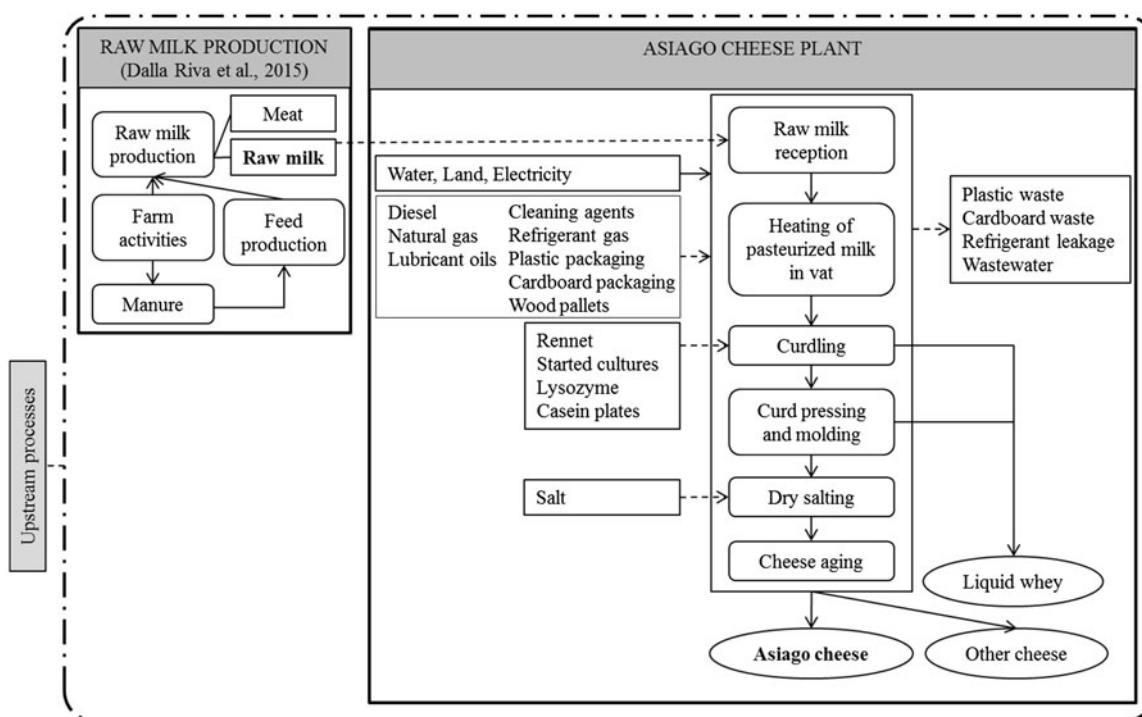 RAW MILK PRODUCTION
(Dalla Riva et al., 2015)
Raw milk
production
Meat
Raw milk
Farm
activities
Feed
production
Manure
Upstream processes
ASIAGO CHEESE PLANT
Raw milk
reception
Water, Land, Electricity
Diesel
Natural gas
Lubricant oils
Cleaning agents
Refrigerant gas
Plastic packaging
Cardboard packaging
Wood pallets
Heating of
pasteurized milk
in vat
Plastic waste
Cardboard waste
Refrigerant leakage
Wastewater
Rennet
Started cultures
Lysozyme
Casein plates
Curdling
Curd pressing
and molding
Salt
Dry salting
Cheese aging
Liquid whey
Asiago cheese
Other cheese